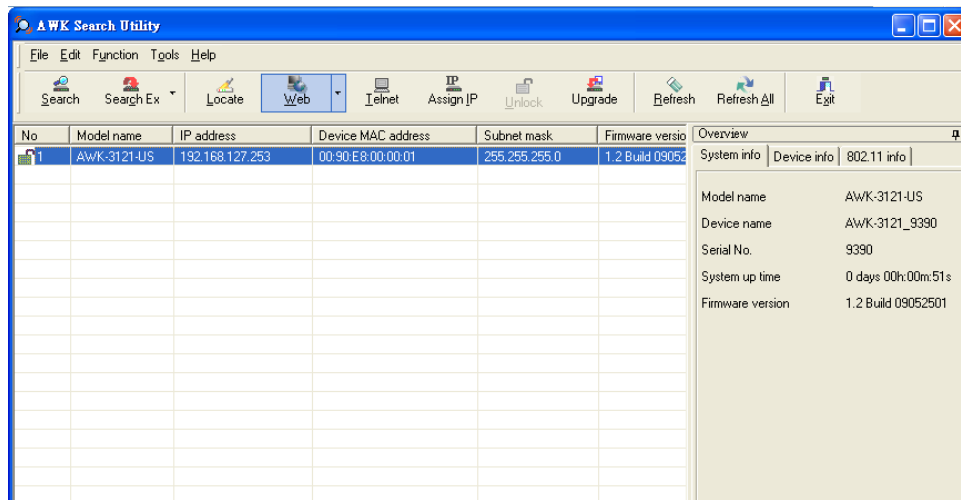 AWK Search Utility
File Edit Function Tools Help
Search Search Ex Locate Web Telnet Assign IP Unlock Upgrade Refresh Refresh All Exit
No Model name IP address Device MAC address Subnet mask Firmware versio
1 AWK-3121-US 192.168.127.253 00:90:E8:00:00:01 255.255.255.0 1.2 Build 09052
Overview
System info Device info 802.11 info
Model name AWK-3121-US
Device name AWK-3121_9390
Serial No. 9390
System up time 0 days 00h:00m:51s
Firmware version 1.2 Build 09052501